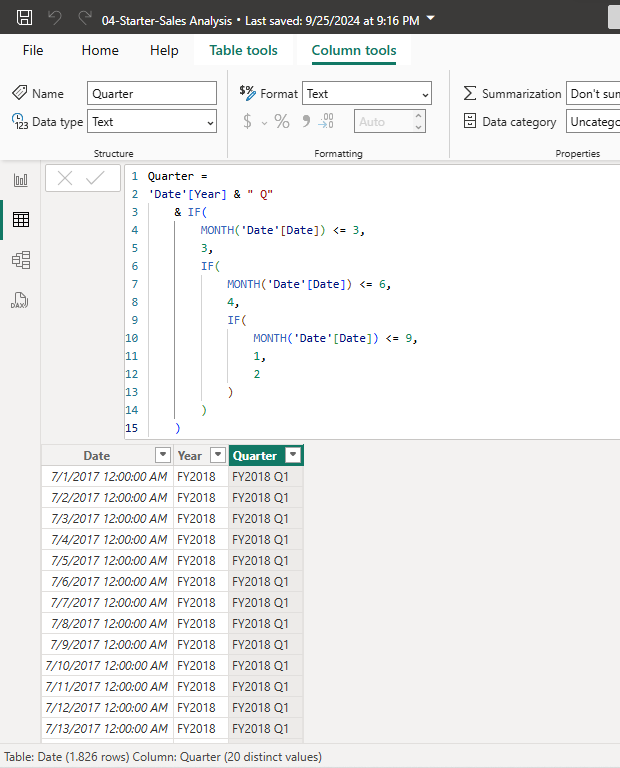 04-Starter-Sales Analysis • Last saved: 9/25/2024 at 9:16 PM
File Home Help Table tools Column tools
Name Quarter $% Format Text Summarization Don't sun
123 Data type Text $ % 9 .00 Auto Data category Uncatego
Structure Formatting Properties
1 Quarter =
2 'Date'[Year] & " Q"
3 & IF(
4 MONTH('Date'[Date]) <= 3,
5 3,
6 IF(
7 MONTH('Date'[Date]) <= 6,
8 4,
9 IF(
10 MONTH('Date'[Date]) <= 9,
11 1,
12 2
13 )
14 )
15 )
DAX
Date Year Quarter
7/1/2017 12:00:00 AM FY2018 FY2018 Q1
7/2/2017 12:00:00 AM FY2018 FY2018 Q1
7/3/2017 12:00:00 AM FY2018 FY2018 Q1
7/4/2017 12:00:00 AM FY2018 FY2018 Q1
7/5/2017 12:00:00 AM FY2018 FY2018 Q1
7/6/2017 12:00:00 AM FY2018 FY2018 Q1
7/7/2017 12:00:00 AM FY2018 FY2018 Q1
7/8/2017 12:00:00 AM FY2018 FY2018 Q1
7/9/2017 12:00:00 AM FY2018 FY2018 Q1
7/10/2017 12:00:00 AM FY2018 FY2018 Q1
7/11/2017 12:00:00 AM FY2018 FY2018 Q1
7/12/2017 12:00:00 AM FY2018 FY2018 Q1
7/13/2017 12:00:00 AM FY2018 FY2018 Q1
Table: Date (1.826 rows) Column: Quarter (20 distinct values)